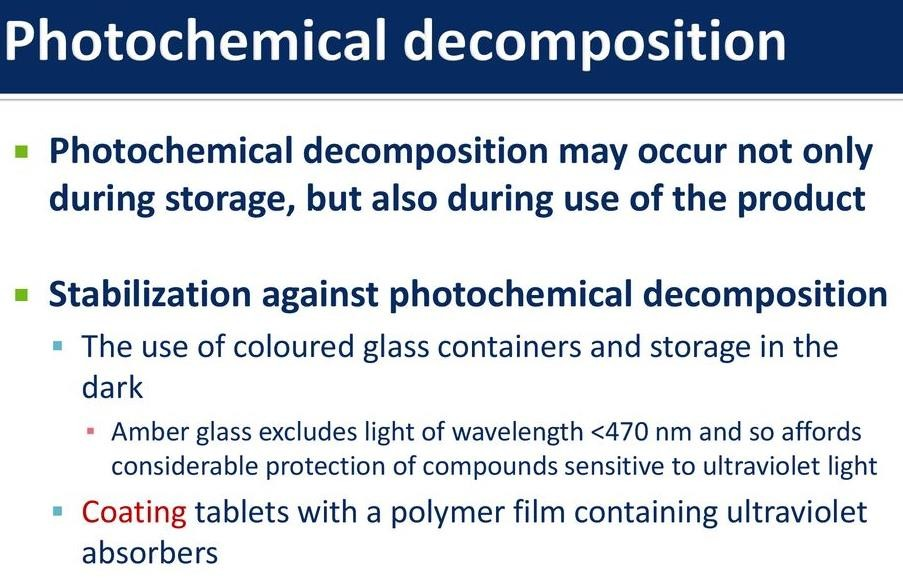 Photochemical decomposition
Photochemical decomposition may occur not only
during storage, but also during use of the product
Stabilization against photochemical decomposition
The use of coloured glass containers and storage in the
dark
Amber glass excludes light of wavelength <470 nm and so affords
considerable protection of compounds sensitive to ultraviolet light
Coating tablets with a polymer film containing ultraviolet
absorbers